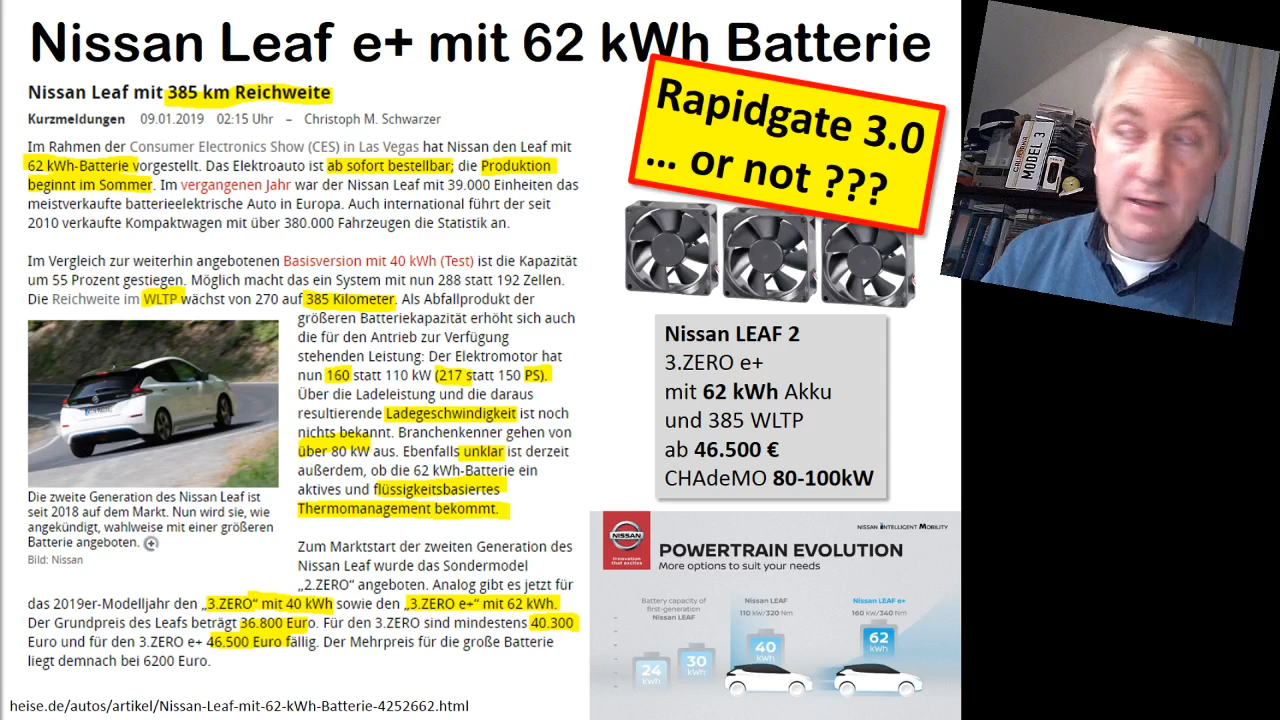 Nissan Leaf e+ mit 62 kWh Batterie
Nissan Leaf mit 385 km Reichweite
Kurzmeldungen 09.01.2019 02:15 Uhr – Christoph M. Schwarzer
Im Rahmen der Consumer Electronics Show (CES) in Las Vegas hat Nissan den Leaf mit
62 kWh-Batterie vorgestellt. Das Elektroauto ist ab sofort bestellbar; die Produktion
beginnt im Sommer. Im vergangenen Jahr war der Nissan Leaf mit 39.000 Einheiten das
meistverkaufte batterieelektrische Auto in Europa. Auch international führt der seit
2010 verkaufte Kompaktwagen mit über 380.000 Fahrzeugen die Statistik an.
Im Vergleich zur weiterhin angebotenen Basisversion mit 40 kWh (Test) ist die Kapazität
um 55 Prozent gestiegen. Möglich macht das ein System mit nun 288 statt 192 Zellen.
Die Reichweite im WLTP wächst von 270 auf 385 Kilometer. Als Abfallprodukt der
größeren Batteriekapazität erhöht sich auch
die für den Antrieb zur Verfügung
stehenden Leistung: Der Elektromotor hat
nun 160 statt 110 kW (217 statt 150 PS).
Über die Ladeleistung und die daraus
resultierende Ladegeschwindigkeit ist noch
nichts bekannt. Branchenkenner gehen von
über 80 kW aus. Ebenfalls unklar ist derzeit
außerdem, ob die 62 kWh-Batterie ein
aktives und flüssigkeitsbasiertes
Thermomanagement bekommt.
Die zweite Generation des Nissan Leaf ist
seit 2018 auf dem Markt. Nun wird sie, wie
angekündigt, wahlweise mit einer größeren
Batterie angeboten.
Bild: Nissan
Zum Marktstart der zweiten Generation des
Nissan Leaf wurde das Sondermodel
„2.ZERO“ angeboten. Analog gibt es jetzt für
das 2019er-Modelljahr den „3.ZERO“ mit 40 kWh sowie den „3.ZERO e+“ mit 62 kWh.
Der Grundpreis des Leafs beträgt 36.800 Euro. Für den 3.ZERO sind mindestens 40.300
Euro und für den 3.ZERO e+ 46.500 Euro fällig. Der Mehrpreis für die große Batterie
liegt demnach bei 6200 Euro.
heise.de/autos/artikel/Nissan-Leaf-mit-62-kWh-Batterie-4252662.html
Rapidgate 3.0
... or not ???
Nissan LEAF 2
3.ZERO e+
mit 62 kWh Akku
und 385 WLTP
ab 46.500 €
CHAdeMO 80-100kW
NISSAN
Innovation
that excites
NISSAN INTELLIGENT MOBILITY
POWERTRAIN EVOLUTION
More options to suit your needs
Battery capacity of
first-generation
Nissan LEAF
Nissan LEAF
110 kW/320 Nm
Nissan LEAF e+
160 kW/340 Nm
24
kWh
30
kWh
40
kWh
62
kWh
CALIFORNIA
MODEL 3